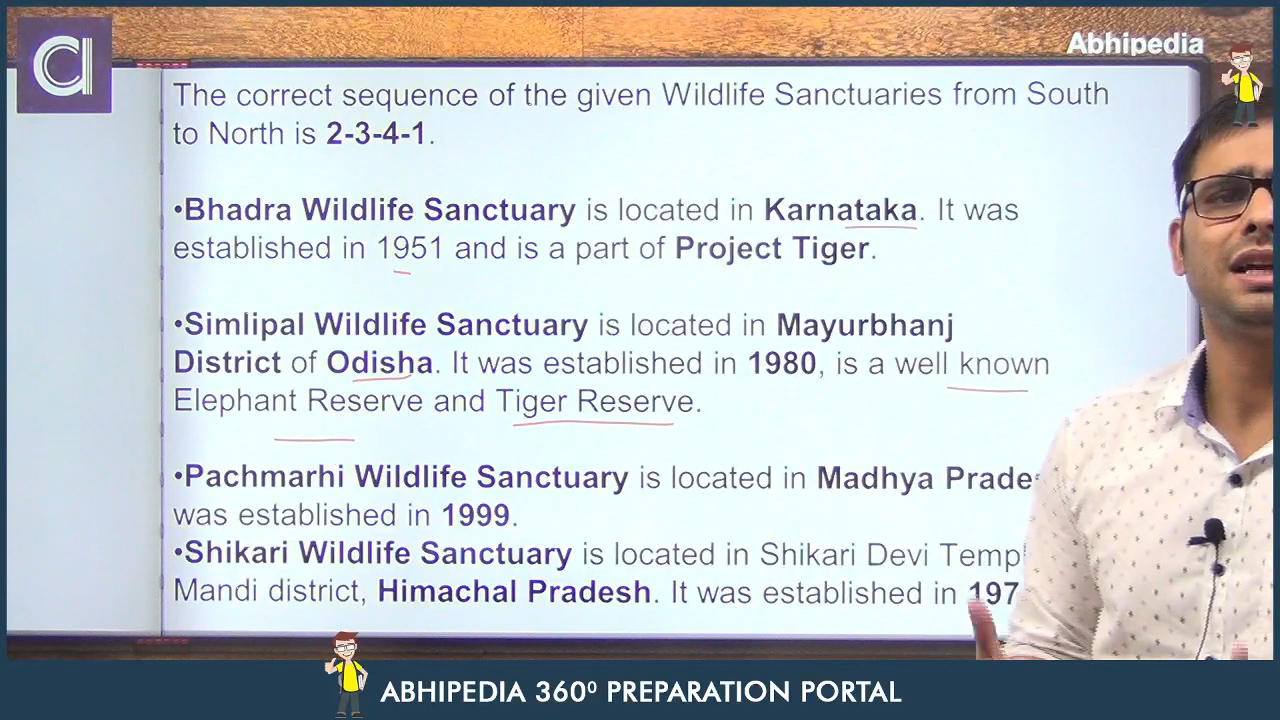 Abhipedia
The correct sequence of the given Wildlife Sanctuaries from South
to North is 2-3-4-1.
•Bhadra Wildlife Sanctuary is located in Karnataka. It was
established in 1951 and is a part of Project Tiger.
•Simlipal Wildlife Sanctuary is located in Mayurbhanj
District of Odisha. It was established in 1980, is a well known
Elephant Reserve and Tiger Reserve.
•Pachmarhi Wildlife Sanctuary is located in Madhya
was established in 1999.
•Shikari Wildlife Sanctuary is located in Shikari Devi
Mandi district, Himachal Pradesh. It was established in
ABHIPEDIA 360⁰ PREPARATION PORTAL